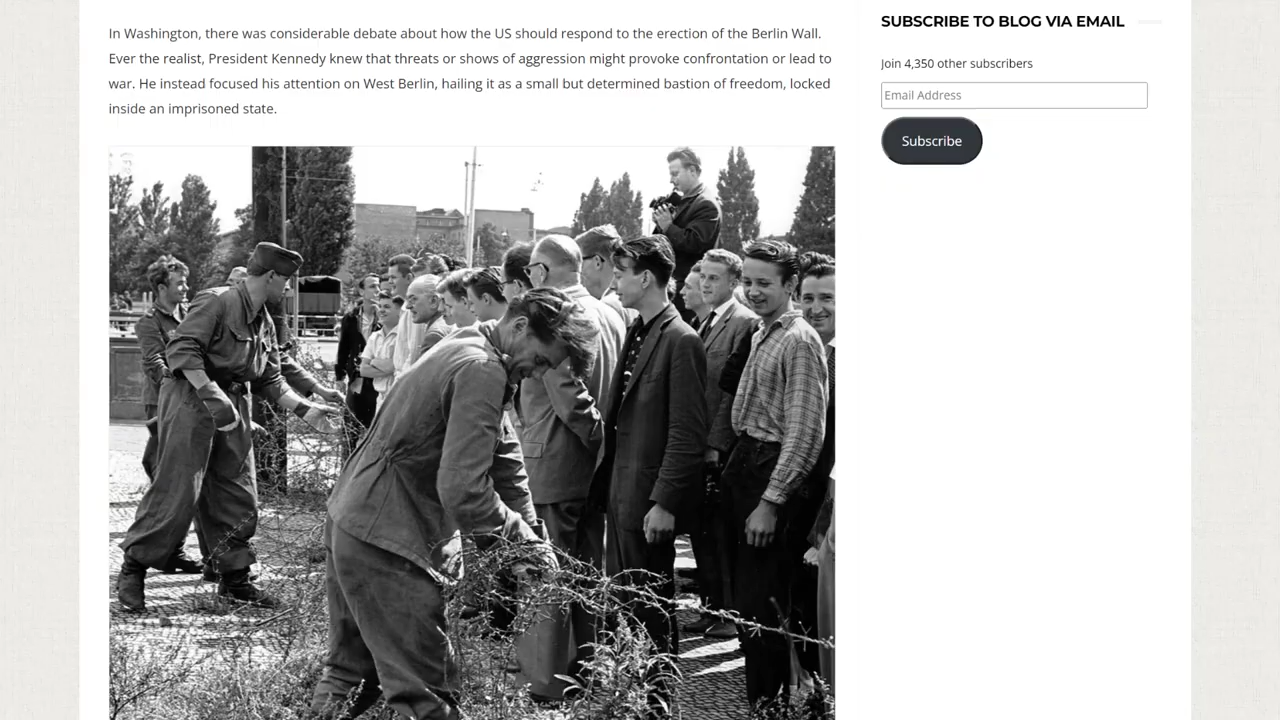 In Washington, there was considerable debate about how the US should respond to the erection of the Berlin Wall.
Ever the realist, President Kennedy knew that threats or shows of aggression might provoke confrontation or lead to
war. He instead focused his attention on West Berlin, hailing it as a small but determined bastion of freedom, locked
inside an imprisoned state.
SUBSCRIBE TO BLOG VIA EMAIL
Join 4,350 other subscribers
Email Address
Subscribe